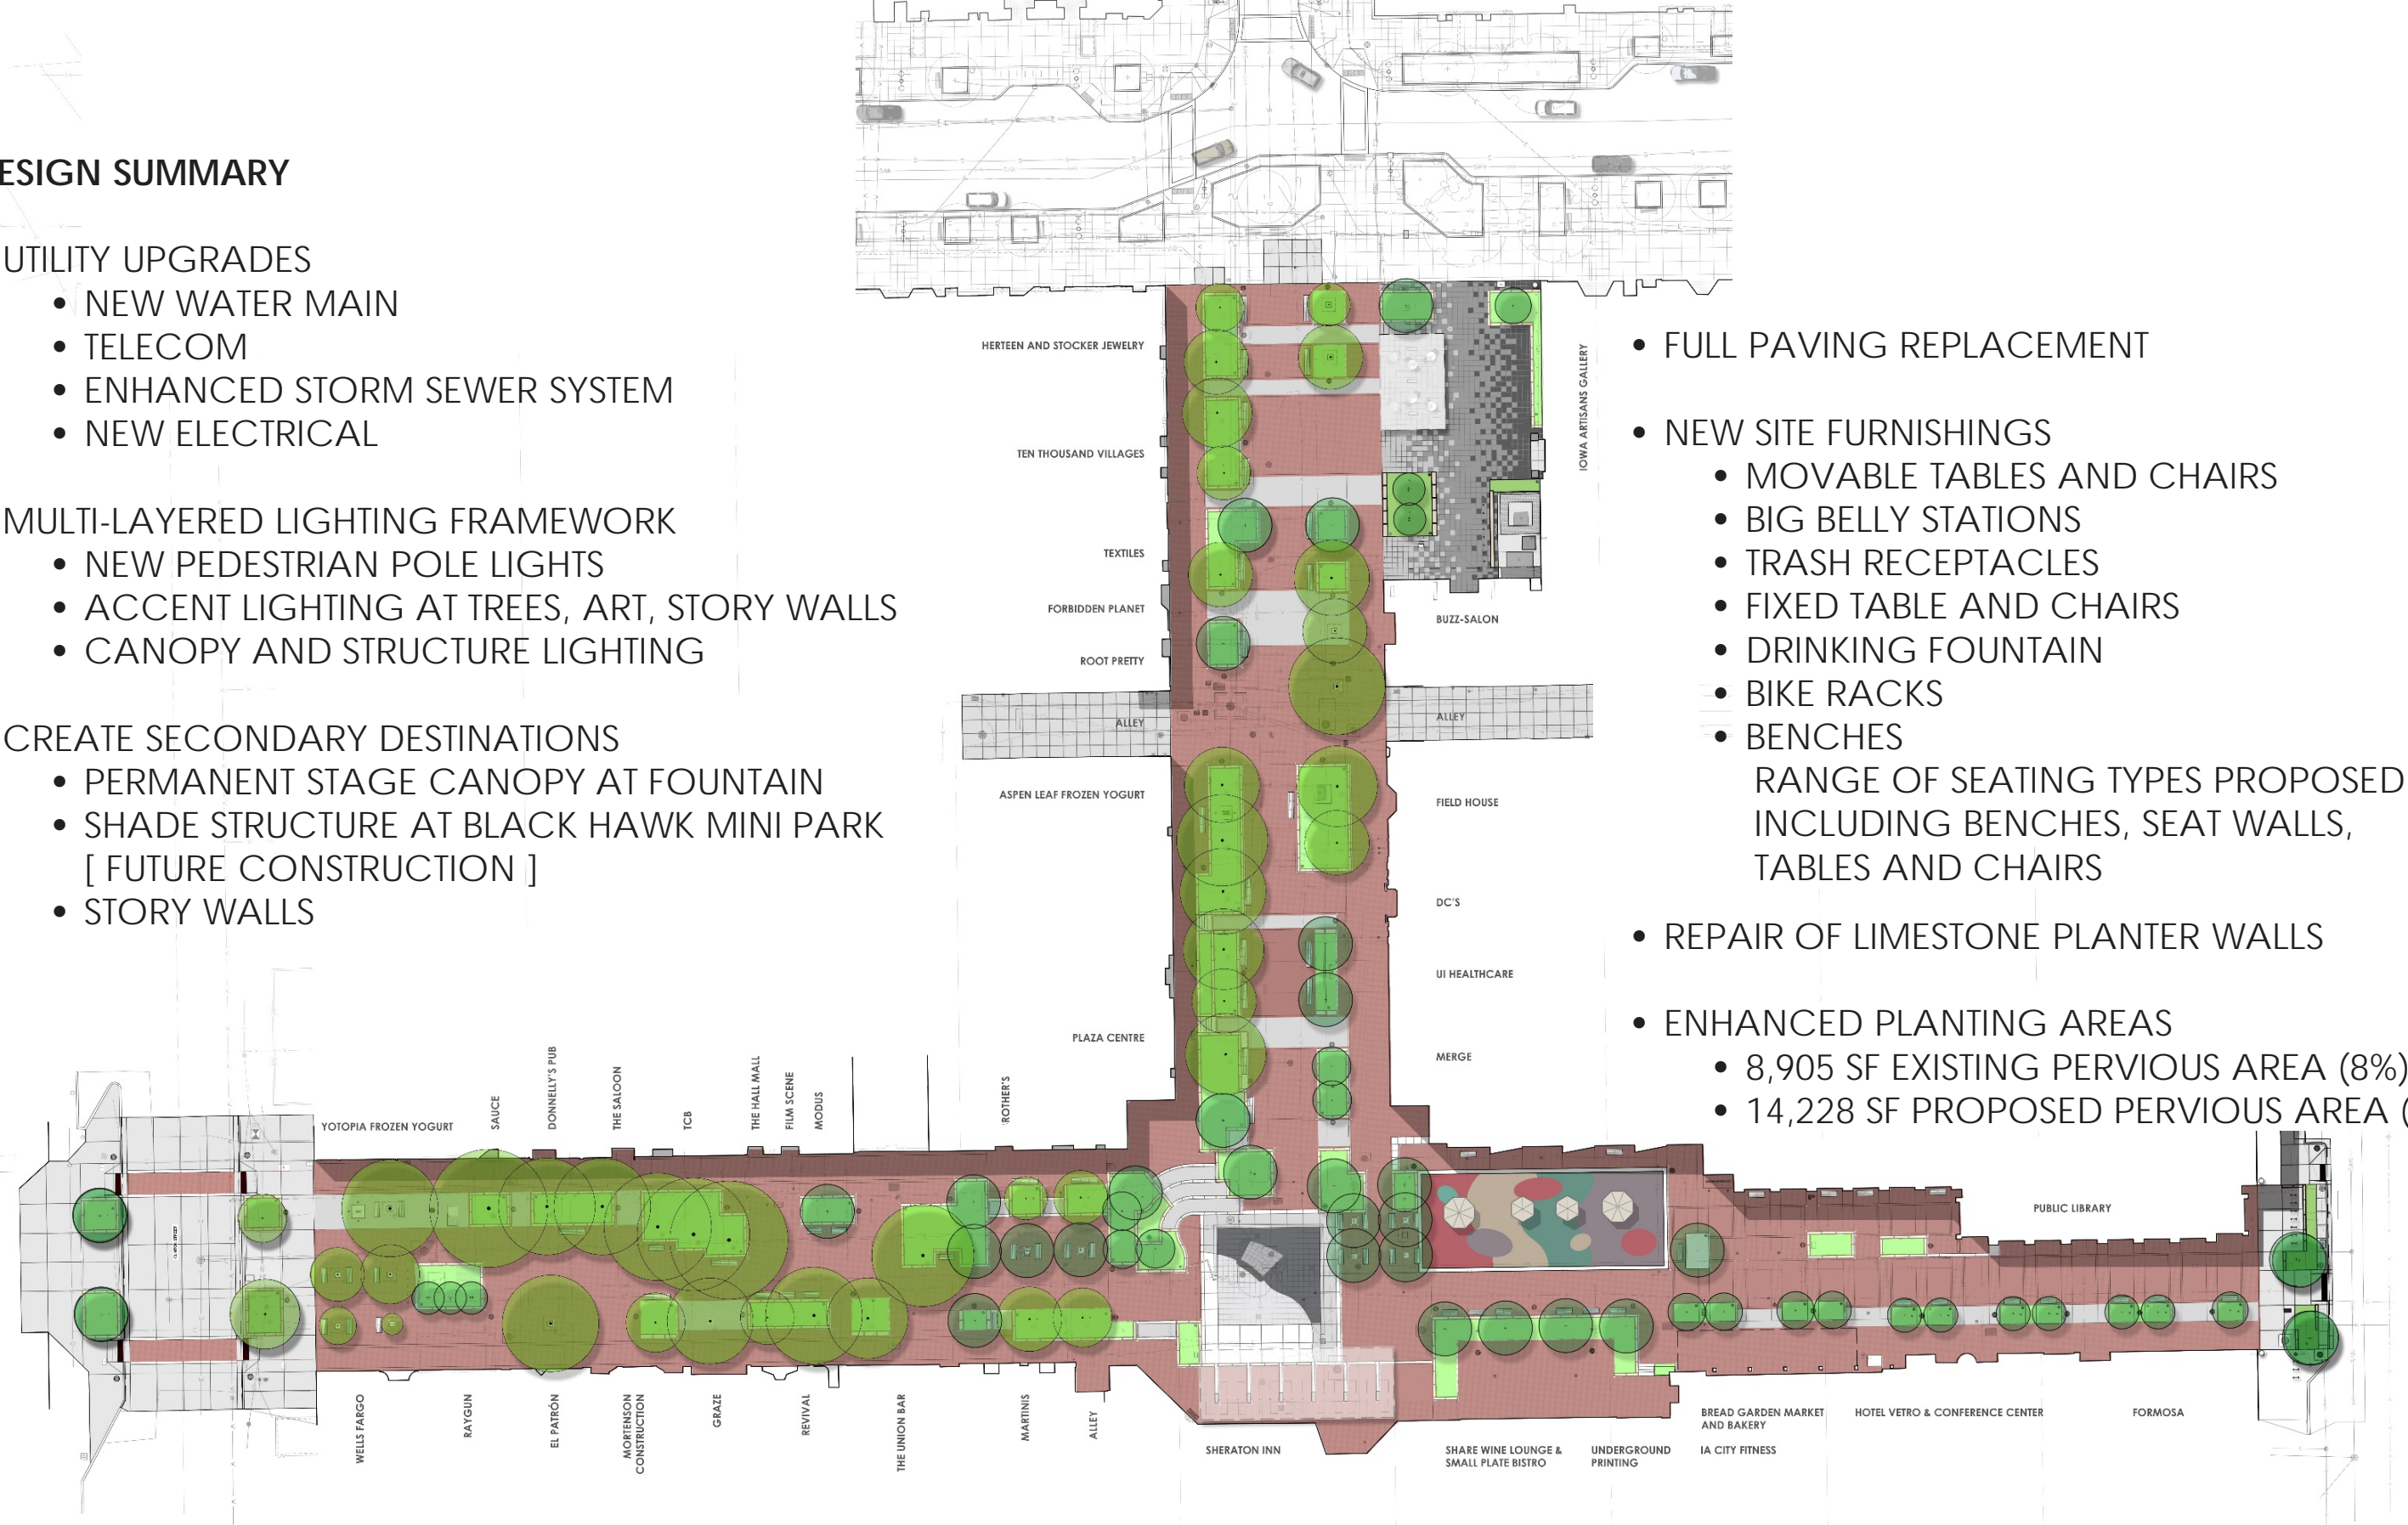 ESIGN SUMMARY
UTILITY UPGRADES
• NEW WATER MAIN
• TELECOM
• ENHANCED STORM SEWER SYSTEM
• NEW ELECTRICAL
MULTI-LAYERED LIGHTING FRAMEWORK
• NEW PEDESTRIAN POLE LIGHTS
• ACCENT LIGHTING AT TREES, ART, STORY WALLS
• CANOPY AND STRUCTURE LIGHTING
CREATE SECONDARY DESTINATIONS
• PERMANENT STAGE CANOPY AT FOUNTAIN
• SHADE STRUCTURE AT BLACK HAWK MINI PARK
[ FUTURE CONSTRUCTION ]
• STORY WALLS
• FULL PAVING REPLACEMENT
• NEW SITE FURNISHINGS
• MOVABLE TABLES AND CHAIRS
• BIG BELLY STATIONS
• TRASH RECEPTACLES
• FIXED TABLE AND CHAIRS
• DRINKING FOUNTAIN
• BIKE RACKS
• BENCHES
RANGE OF SEATING TYPES PROPOSED
INCLUDING BENCHES, SEAT WALLS,
TABLES AND CHAIRS
• REPAIR OF LIMESTONE PLANTER WALLS
• ENHANCED PLANTING AREAS
• 8,905 SF EXISTING PERVIOUS AREA (8%)
• 14,228 SF PROPOSED PERVIOUS AREA (
HERTEEN AND STOCKER JEWELRY
TEN THOUSAND VILLAGES
TEXTILES
FORBIDDEN PLANET
ROOT PRETTY
ALLEY
ASPEN LEAF FROZEN YOGURT
PLAZA CENTRE
IOWA ARTISANS GALLERY
BUZZ-SALON
ALLEY
FIELD HOUSE
DC'S
UI HEALTHCARE
MERGE
YOTOPIA FROZEN YOGURT
SAUCE
DONNELLY'S PUB
THE SALOON
TCB
THE HALL MALL
FILM SCENE
MODUS
ROTHER'S
PUBLIC LIBRARY
WELLS FARGO
RAYGUN
EL PATRÓN
MORTENSON
CONSTRUCTION
GRAZE
REVIVAL
THE UNION BAR
MARTINIS
ALLEY
SHERATON INN
SHARE WINE LOUNGE &
SMALL PLATE BISTRO
UNDERGROUND
PRINTING
BREAD GARDEN MARKET
AND BAKERY
IA CITY FITNESS
HOTEL VETRO & CONFERENCE CENTER
FORMOSA